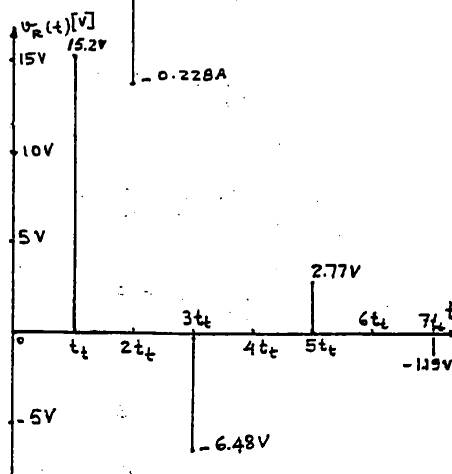 v_R(t)[V]
15.2V
15V
-0.228A
10V
5V
2.77V
3t_t
6t_t
7t_t
t
0
t_t
2t_t
4t_t
5t_t
-1.19V
-5V
-6.48V